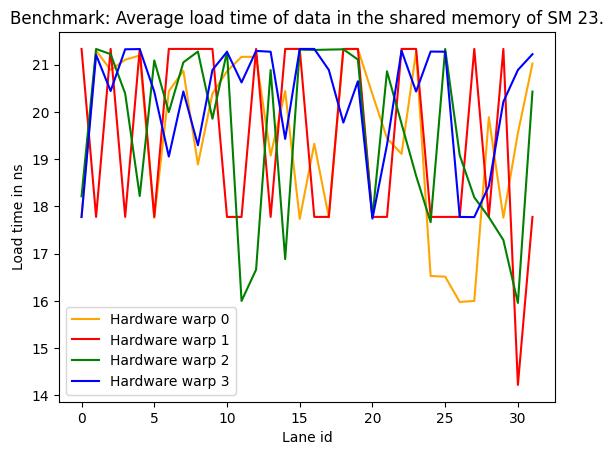 Benchmark: Average load time of data in the shared memory of SM 23.
Load time in ns
21
20
19
18
17
16
15
14
Hardware warp 0
Hardware warp 1
Hardware warp 2
Hardware warp 3
0 5 10 15 20 25 30
Lane id